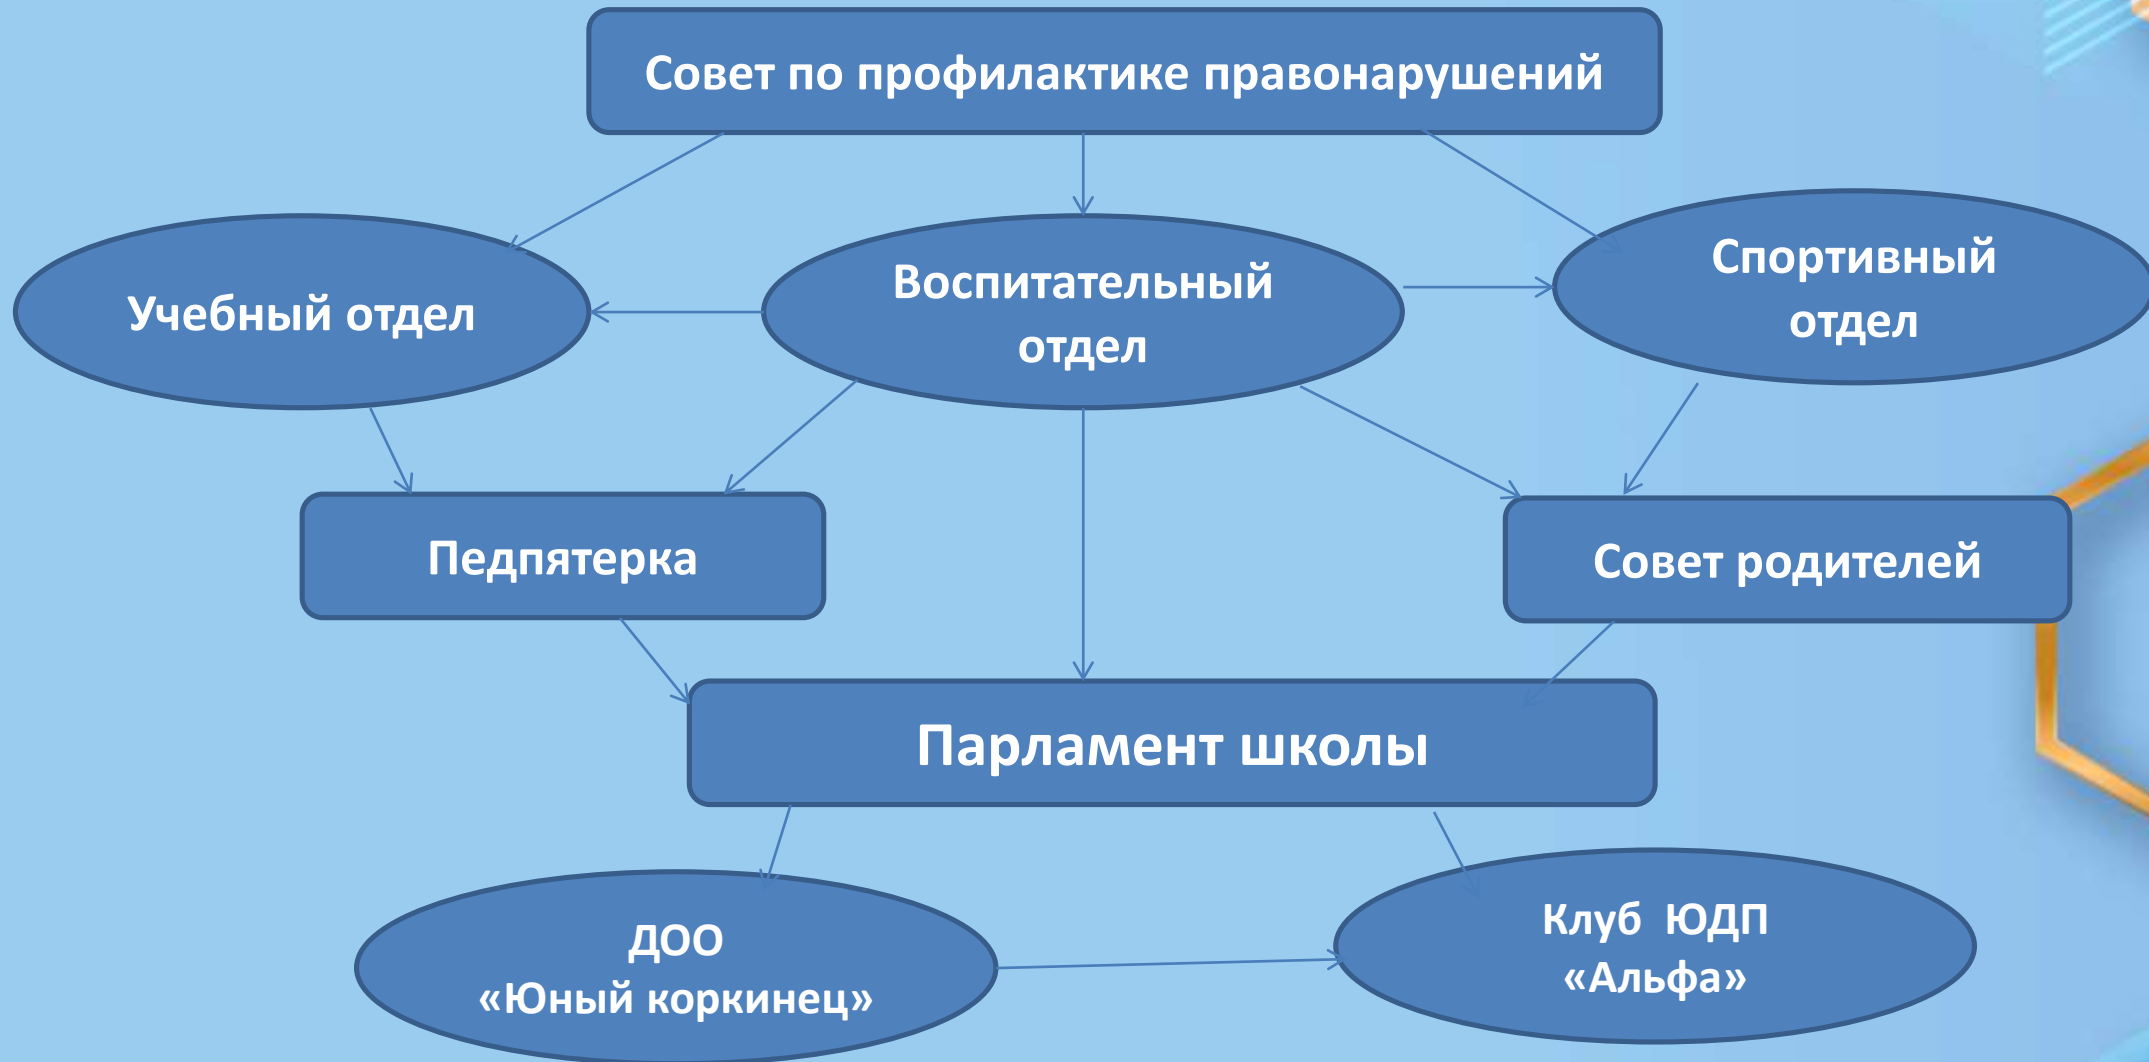 Совет по профилактике правонарушений
Учебный отдел
Воспитательный
отдел
Спортивный
отдел
Педпятерка
Совет родителей
Парламент школы
ДОО
«Юный коркинец»
Клуб ЮДП
«Альфа»